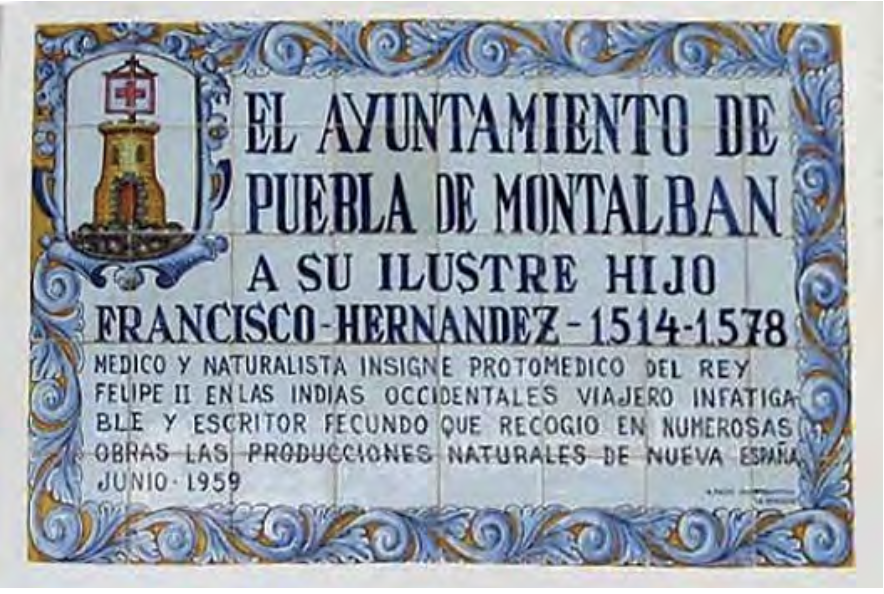 EL AYUNTAMIENTO DE
PUEBLA DE MONTALBAN
A SU ILUSTRE HIJO
FRANCISCO-HERNANDEZ-1514-1578
MEDICO Y NATURALISTA INSIGNE PROTOMEDICO DEL REY
FELIPE II EN LAS INDIAS OCCIDENTALES VIAJERO INFATIGA-
BLE Y ESCRITOR FECUNDO QUE RECOGIO EN NUMEROSAS
OBRAS LAS PRODUCCIONES NATURALES DE NUEVA ESPAÑA
JUNIO-1959